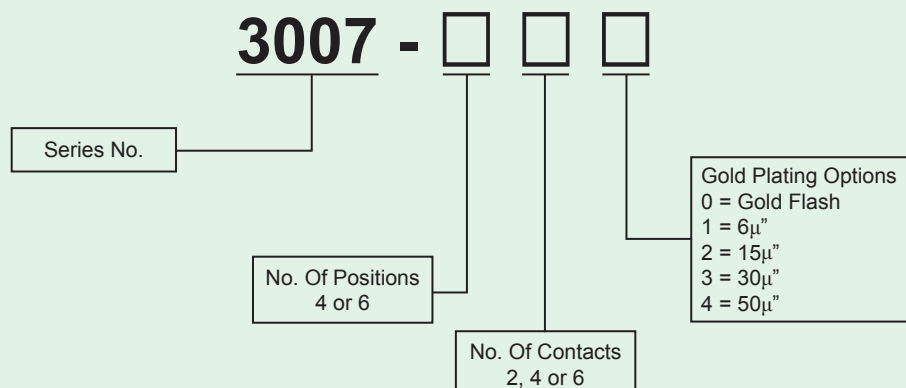 3007 - □ □ □
Series No.
Gold Plating Options
0 = Gold Flash
1 = 6μ”
2 = 15μ”
3 = 30μ”
4 = 50μ”
No. Of Positions
4 or 6
No. Of Contacts
2, 4 or 6